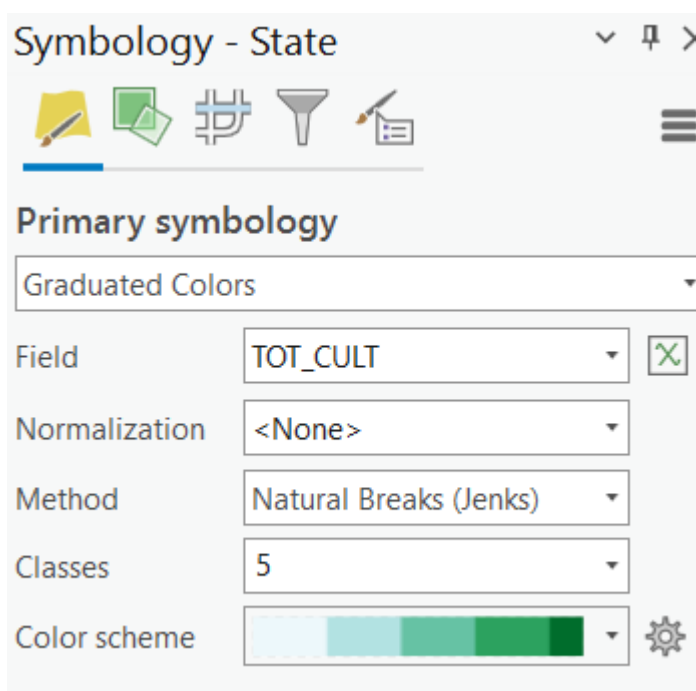 Symbology - State
Primary symbology
Graduated Colors
Field TOT_CULT
Normalization <None>
Method Natural Breaks (Jenks)
Classes 5
Color scheme